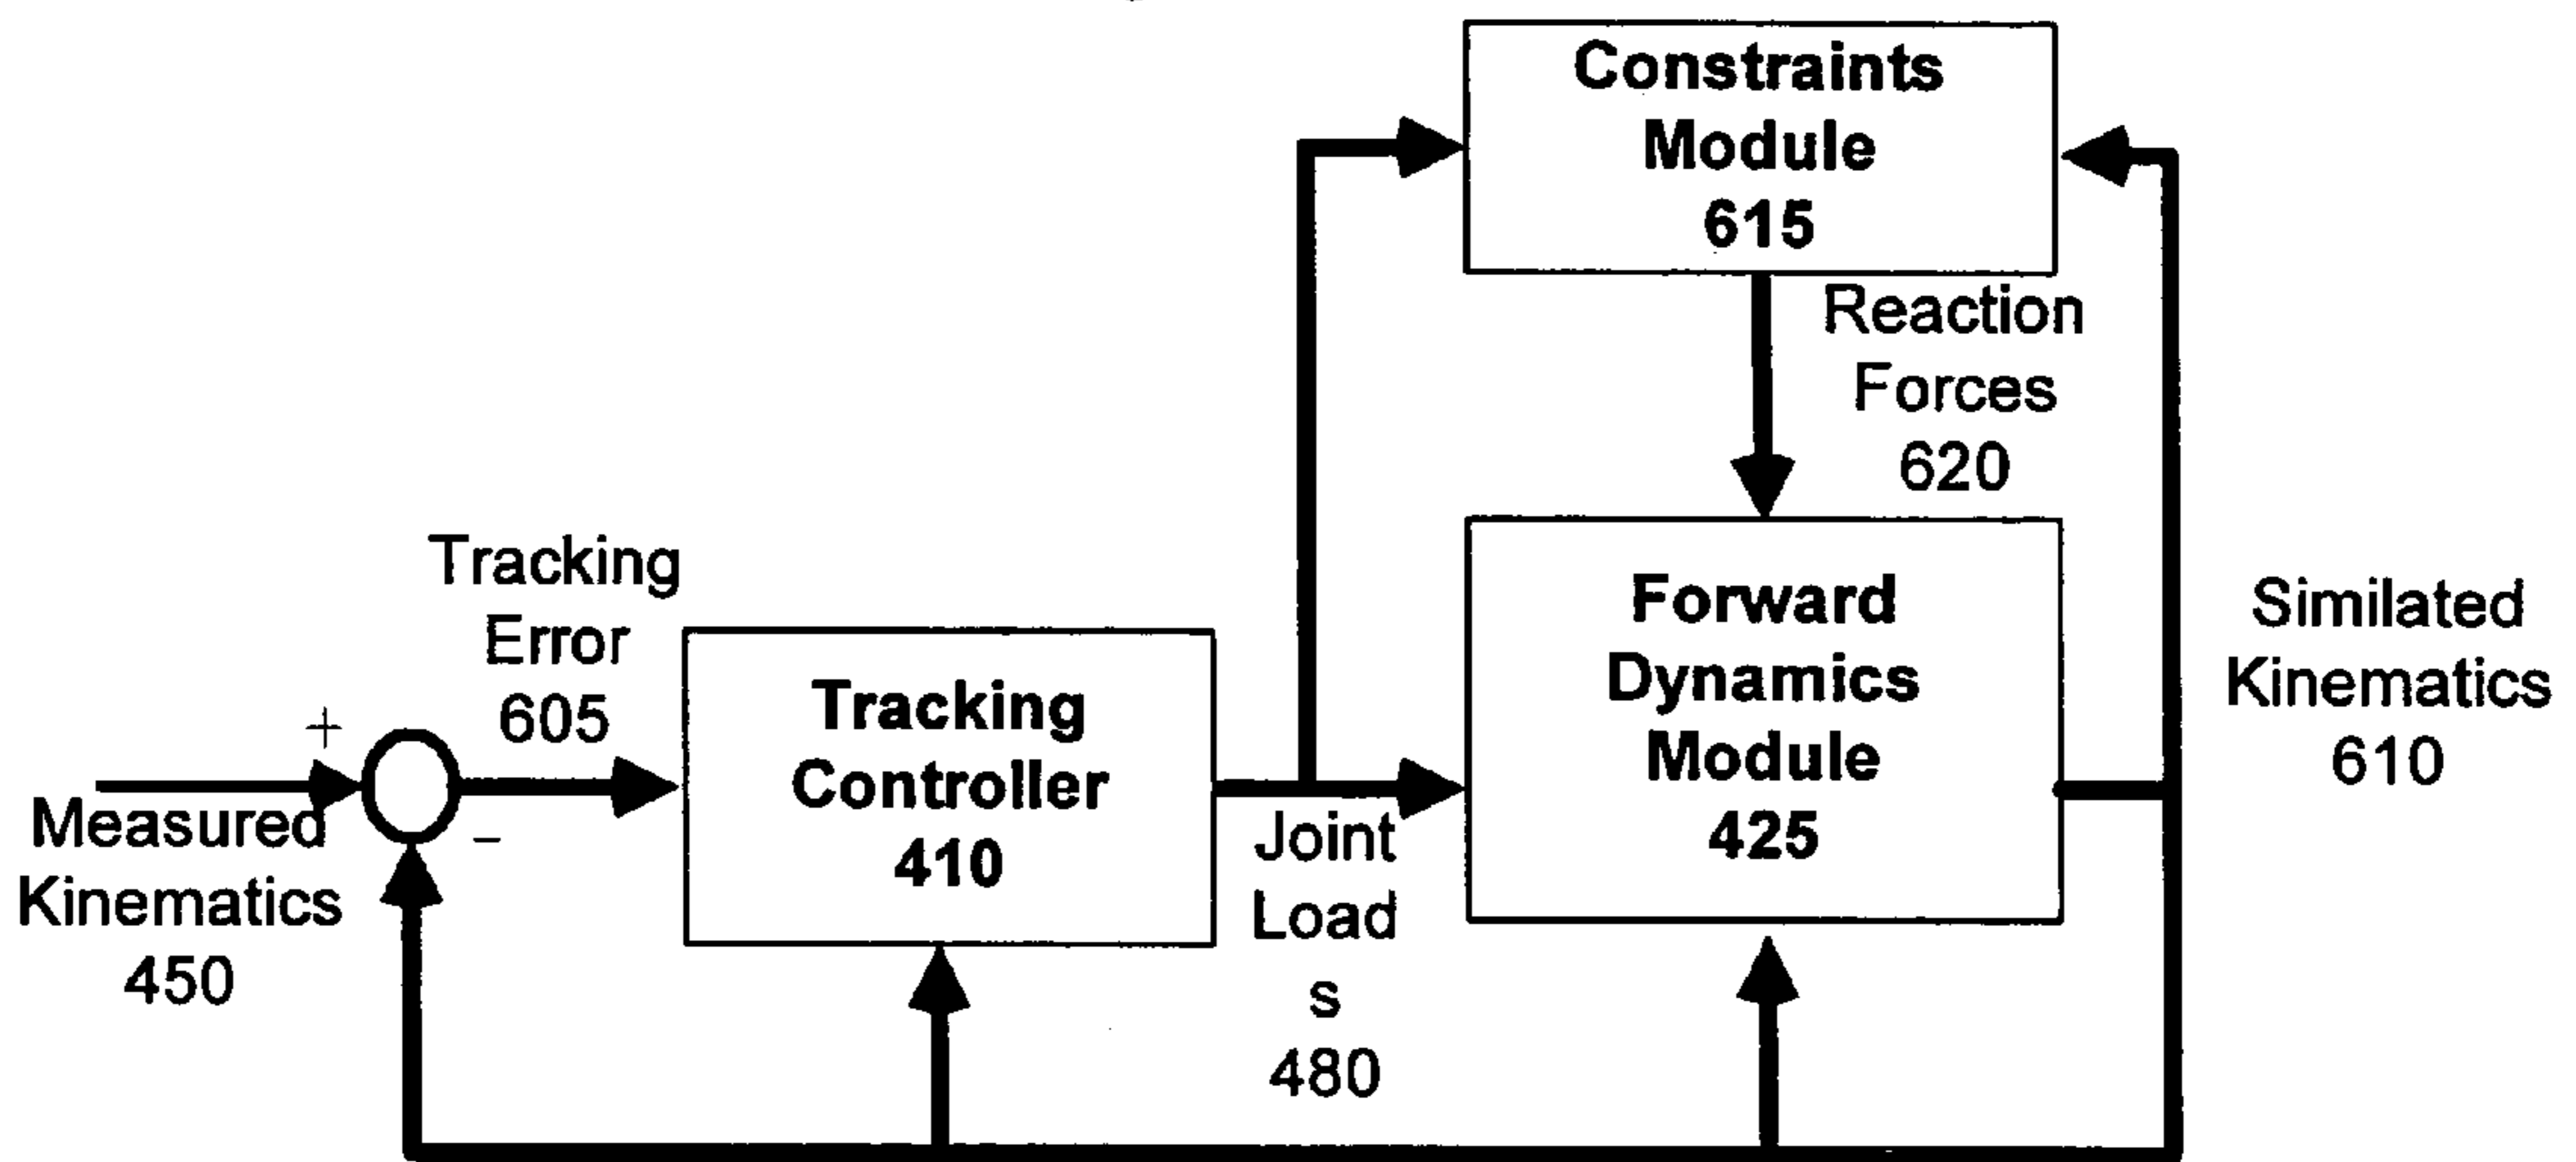 Constraints
Module
615
Reaction
Forces
620
Tracking
Error
605
+
Measured
Kinematics
450
−
Tracking
Controller
410
Joint
Load
s
480
Forward
Dynamics
Module
425
Similated
Kinematics
610